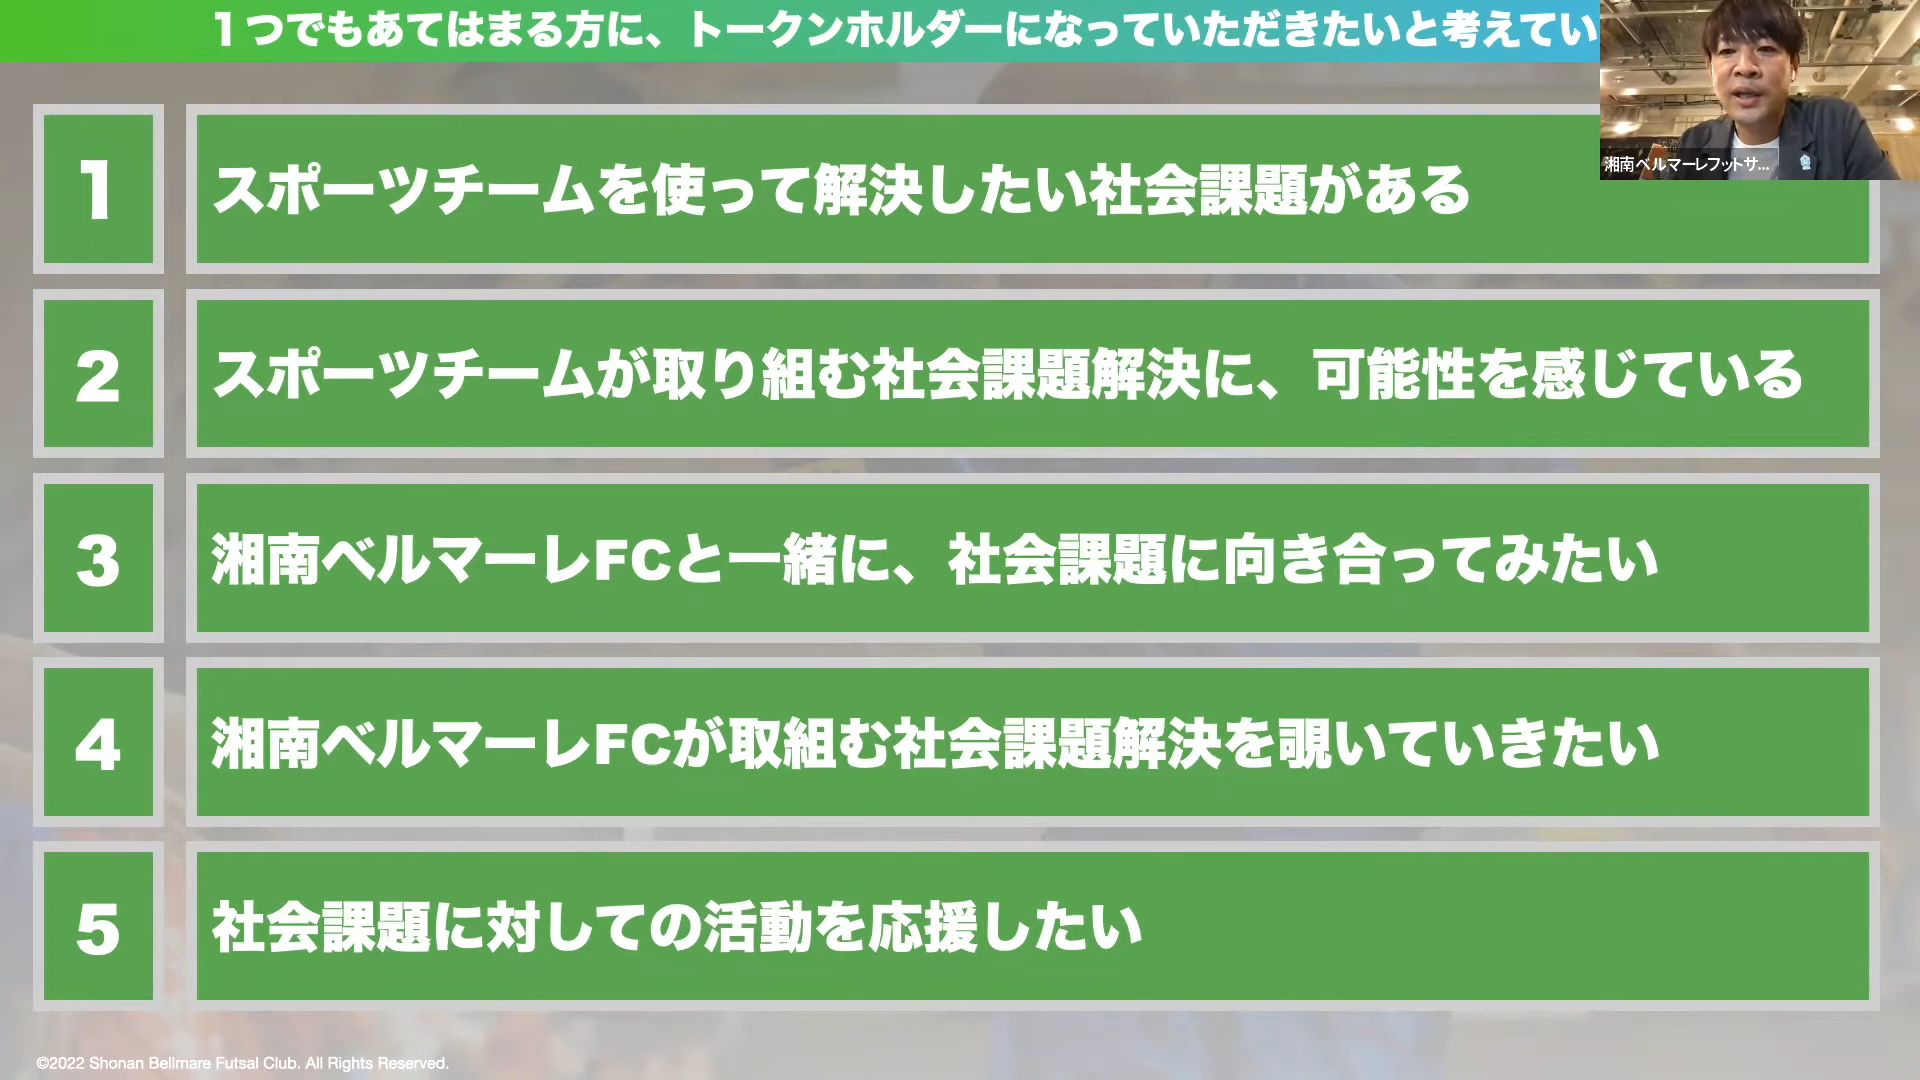 １つでもあてはまる方に、トークンホルダーになっていただきたいと考えてい
湘南ベルマーレフットサ...
1
スポーツチームを使って解決したい社会課題がある
2
スポーツチームが取り組む社会課題解決に、可能性を感じている
3
湘南ベルマーレFCと一緒に、社会課題に向き合ってみたい
4
湘南ベルマーレFCが取組む社会課題解決を覗いていきたい
5
社会課題に対しての活動を応援したい
©2022 Shonan Bellmare Futsal Club. All Rights Reserved.